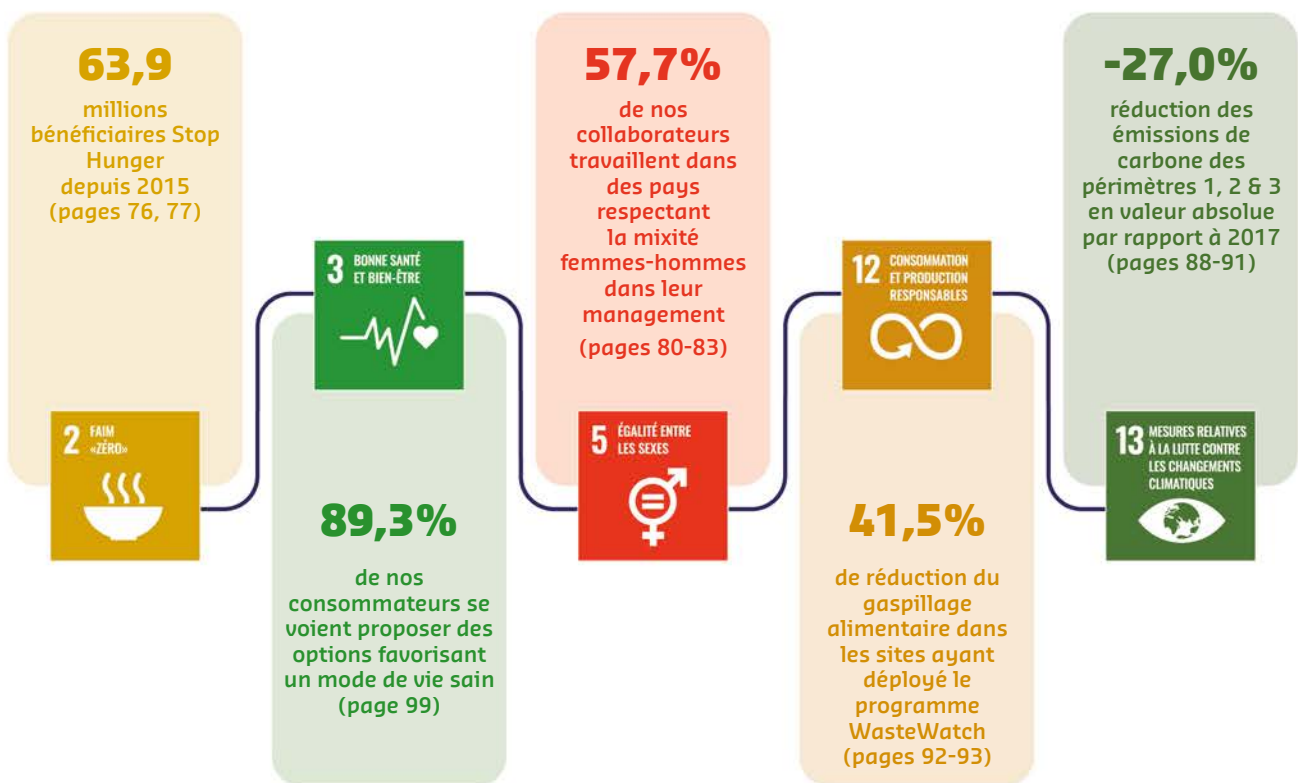 63,9
millions
bénéficiaires Stop
Hunger
depuis 2015
(pages 76, 77)
2 FAIM
«ZÉRO»
3 BONNE SANTÉ
ET BIEN-ÊTRE
89,3%
de nos
consommateurs se
voient proposer des
options favorisant
un mode de vie sain
(page 99)
57,7%
de nos
collaborateurs
travaillent dans
des pays
respectant
la mixité
femmes-hommes
dans leur
management
(pages 80-83)
5 ÉGALITÉ ENTRE
LES SEXES
12 CONSOMMATION
ET PRODUCTION
RESPONSABLES
41,5%
de réduction du
gaspillage
alimentaire dans
les sites ayant
déployé le
programme
WasteWatch
(pages 92-93)
-27,0%
réduction des
émissions de
carbone des
périmètres 1, 2 & 3
en valeur absolue
par rapport à 2017
(pages 88-91)
13 MESURES RELATIVES
À LA LUTTE CONTRE
LES CHANGEMENTS
CLIMATIQUES